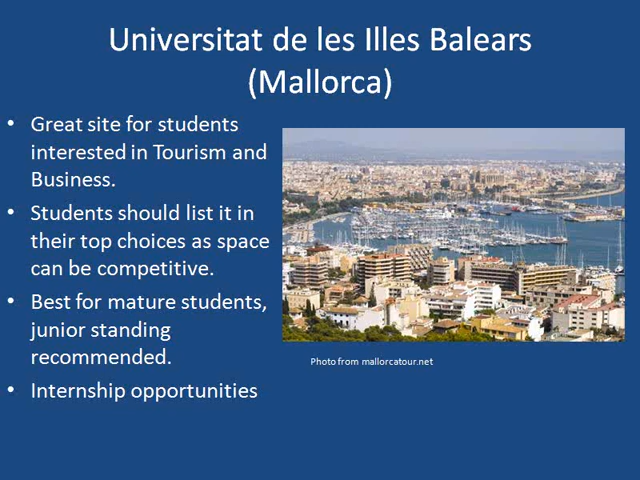 Universitat de les Illes Balears
(Mallorca)
• Great site for students
interested in Tourism and
Business.
• Students should list it in
their top choices as space
can be competitive.
• Best for mature students,
junior standing
recommended.
• Internship opportunities
Photo from mallorcatour.net